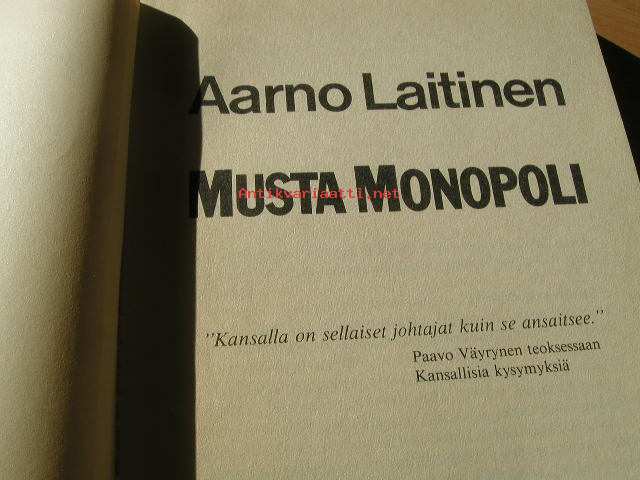 Aarno Laitinen
MUSTA MONOPOLI
Antikvariaatti.net
"Kansalla on sellaiset johtajat kuin se ansaitsee."
Paavo Väyrynen teoksessaan
Kansallisia kysymyksiä